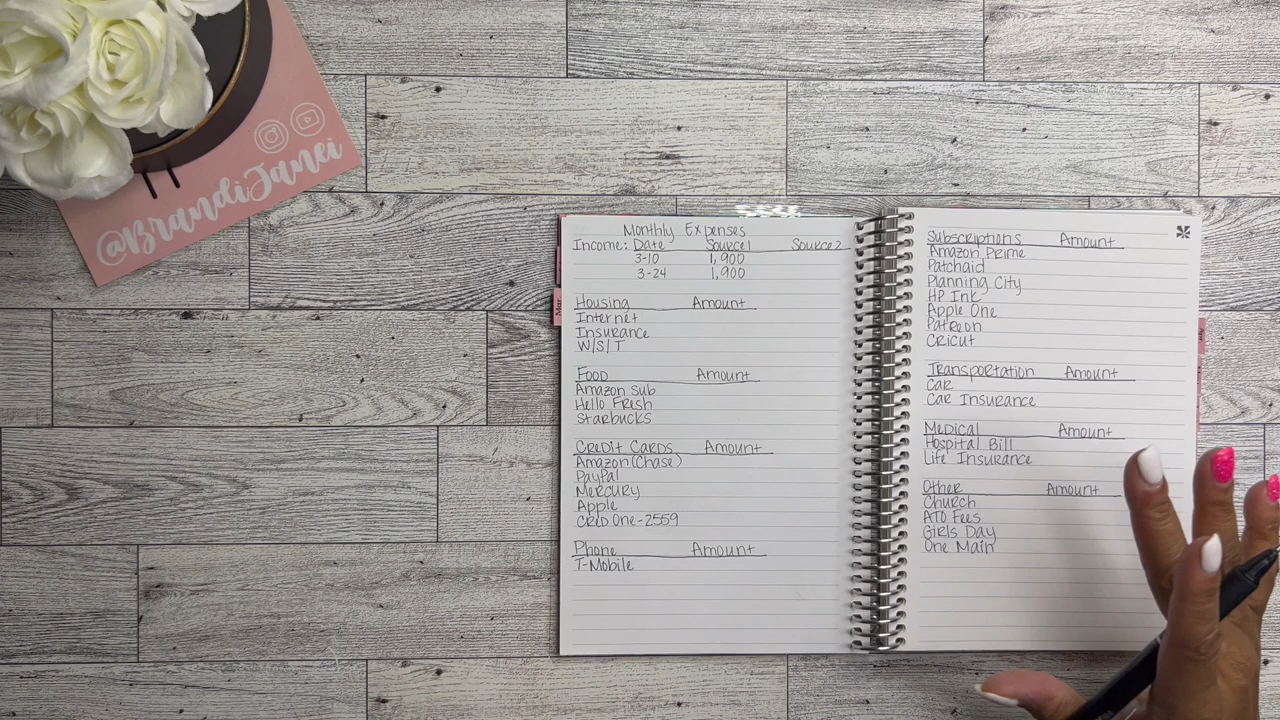 @BrandiJanei
Monthly Expenses
Income: Date Source1 Source2
3-10 1,900
3-24 1,900
Housing Amount
Internet
Insurance
W/S/T
Food Amount
Amazon Sub
Hello Fresh
Starbucks
Credit Cards Amount
Amazon (Chase)
PayPal
Mercury
Apple
Cred One-2559
Phone Amount
T-Mobile
Mar
Subscriptions Amount
Amazon Prime
Patchaid
Planning City
HP Ink
Apple One
Patreon
Cricut
Transportation Amount
Car
Car Insurance
Medical Amount
Hospital Bill
Life Insurance
Other Amount
Church
ATO Fees
Girls Day
One Main